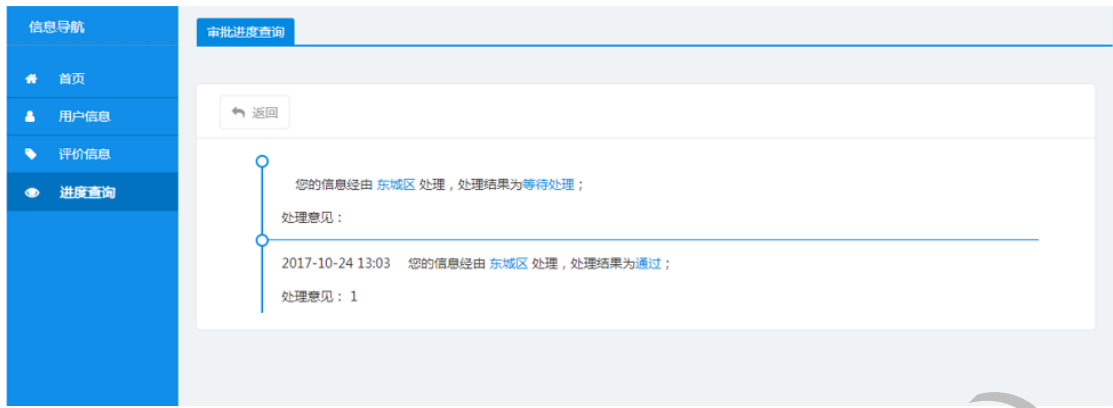 信息导航
首页
用户信息
评价信息
进度查询
审批进度查询
返回
您的信息经由 东城区 处理，处理结果为等待处理；
处理意见：
2017-10-24 13:03 您的信息经由 东城区 处理，处理结果为通过；
处理意见： 1